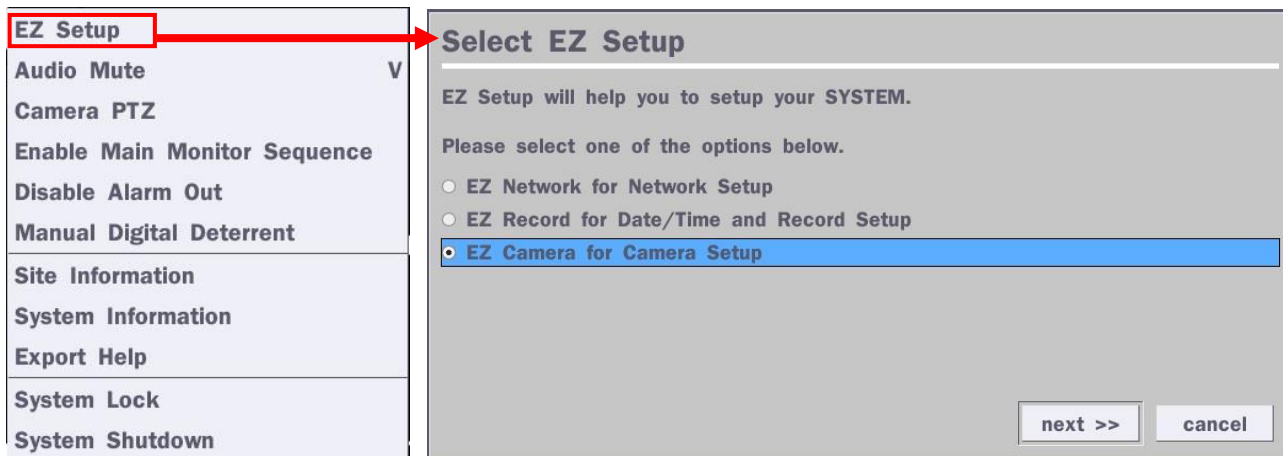 EZ Setup
Audio Mute V
Camera PTZ
Enable Main Monitor Sequence
Disable Alarm Out
Manual Digital Deterrent
Site Information
System Information
Export Help
System Lock
System Shutdown
Select EZ Setup
EZ Setup will help you to setup your SYSTEM.
Please select one of the options below.
EZ Network for Network Setup
EZ Record for Date/Time and Record Setup
EZ Camera for Camera Setup
next >> cancel